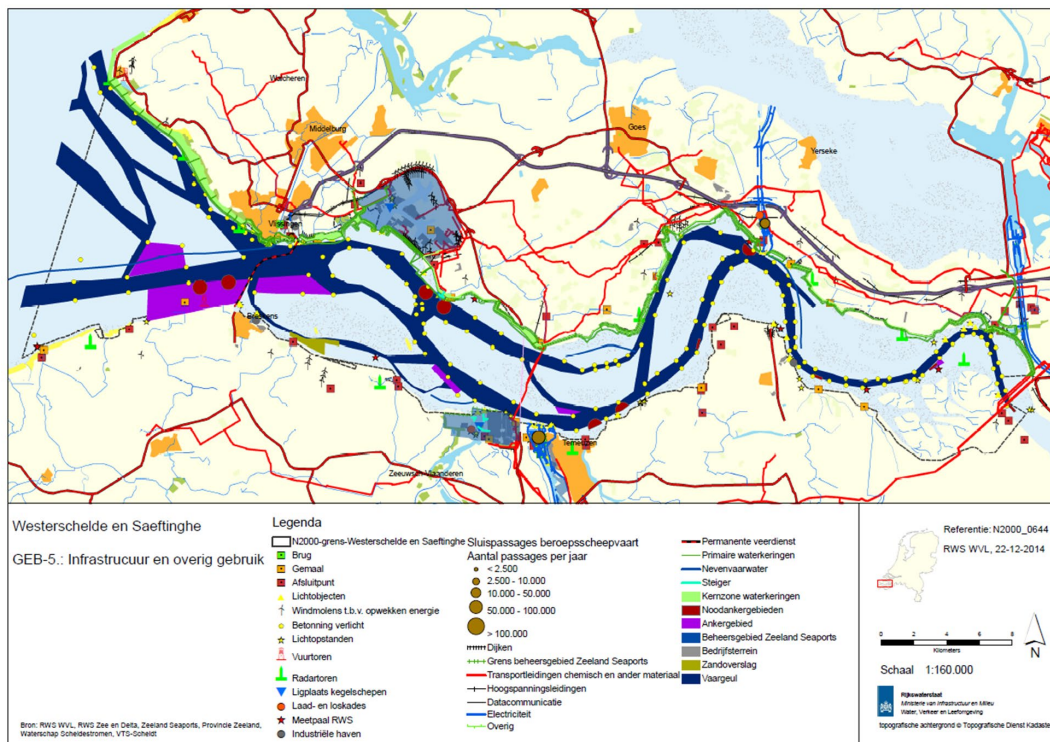 Walcheren
Middelburg
Goes
Yerseke
Vlissingen
Breskens
Terneuzen
Zeeuwsch-Vlaanderen
Westerschelde en Saeftinghe
GEB-5.: Infrastrucuur en overig gebruik
Bron: RWS WVL, RWS Zee en Delta, Zeeland Seaports, Provincie Zeeland,
Waterschap Scheldestromen, VTS-Scheldt
Legenda
N2000-grens-Westerschelde en Saeftinghe
Brug
Gemaal
Afsluitpunt
Lichtobjecten
Windmolens t.b.v. opwekken energie
Betonning verlicht
Lichtopstanden
Vuurtoren
Radartoren
Ligplaats kegelschepen
Laad- en loskades
Meetpaal RWS
Industriële haven
Sluispassages beroepsscheepvaart
Aantal passages per jaar
< 2.500
2.500 - 10.000
10.000 - 50.000
50.000 - 100.000
> 100.000
Dijken
Grens beheersgebied Zeeland Seaports
Transportleidingen chemisch en ander materiaal
Hoogspanningsleidingen
Datacommunicatie
Electriciteit
Overig
Permanente veerdienst
Primaire waterkeringen
Nevenvaarwater
Steiger
Kernzone waterkeringen
Noodankergebieden
Ankergebied
Beheersgebied Zeeland Seaports
Bedrijfsterrein
Zandoverslag
Vaargeul
Referentie: N2000_0644
RWS WVL, 22-12-2014
0 2 4 6 8
Kilometers
N
Schaal 1:160.000
Rijkswaterstaat
Ministerie van Infrastructuur en Milieu
Water, Verkeer en Leefomgeving
topografische achtergrond © Topografische Dienst Kadaster